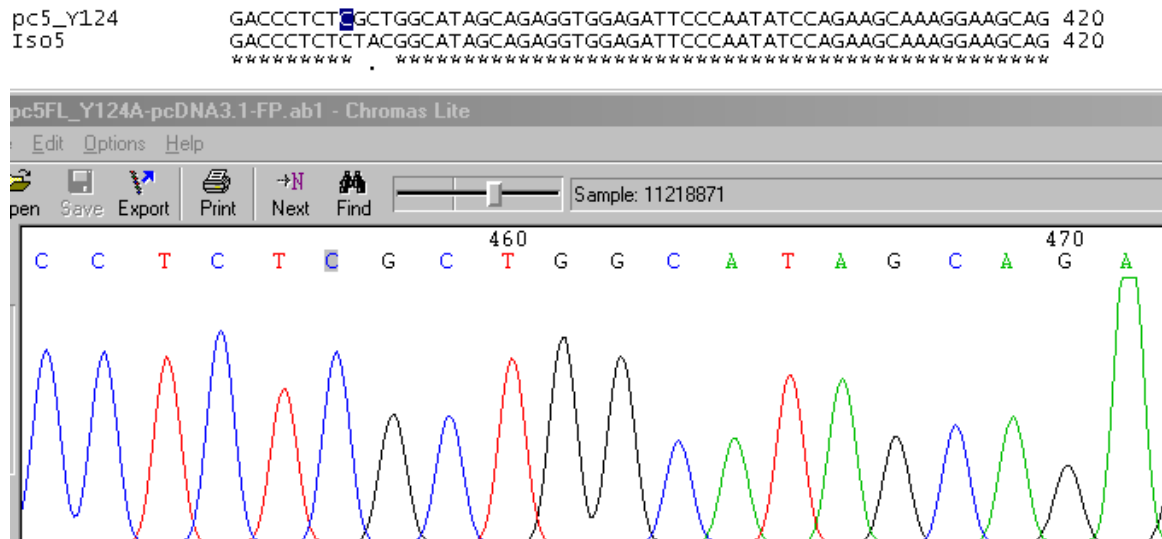 pc5_Y124 GACCCTCTCGCTGGCATAGCAGAGGTGGAGATTCCCAATATCCAGAAGCAAAGGAAGCAG 420
Iso5 GACCCTCTCTACGGCATAGCAGAGGTGGAGATTCCCAATATCCAGAAGCAAAGGAAGCAG 420
********* . ************************************************
pc5FL_Y124A-pcDNA3.1-FP.ab1 - Chromas Lite
Edit Options Help
→N
pen Save Export Print Next Find Sample: 11218871
460 470
C C T C T C G C T G G C A T A G C A G A